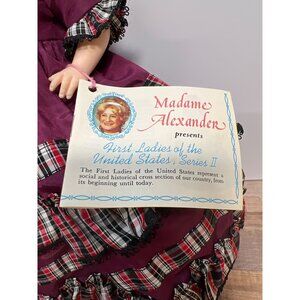 Madame
Alexander
presents
First Ladies of the
United States, Series II
The First Ladies of the United States represent a
social and historical cross section of our country, from
its beginning until today.